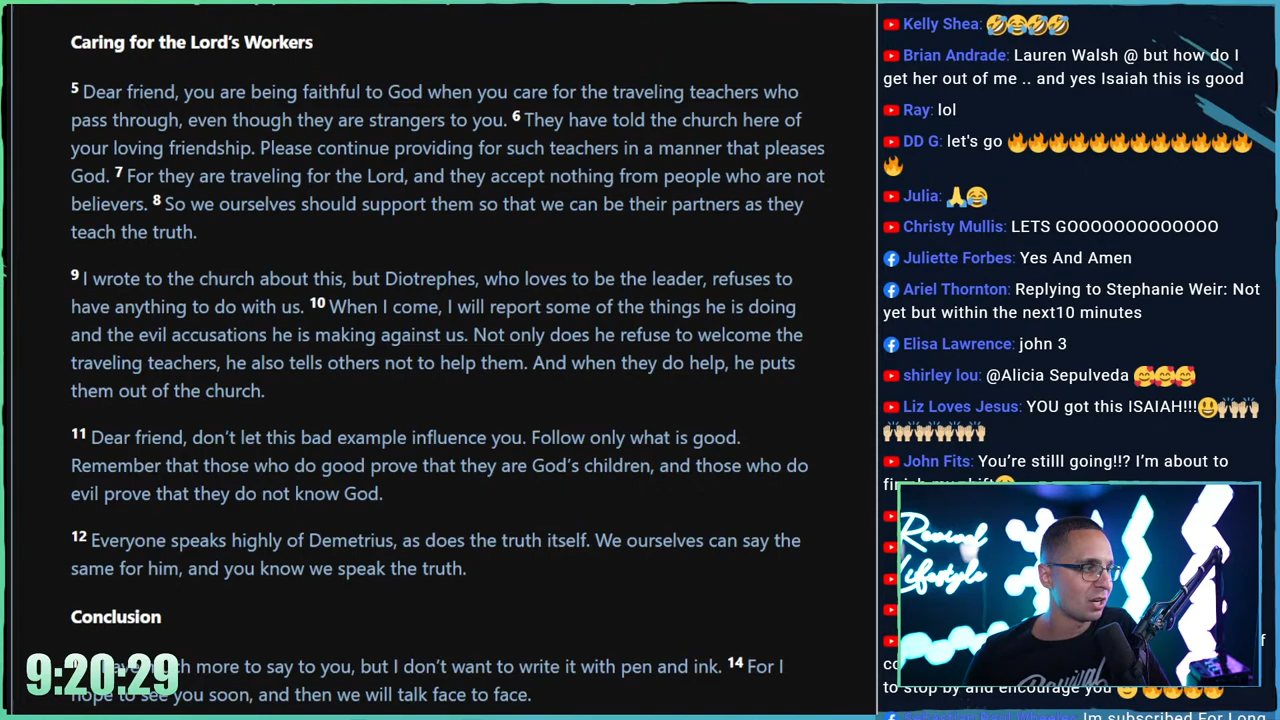 Caring for the Lord's Workers
5 Dear friend, you are being faithful to God when you care for the traveling teachers who
pass through, even though they are strangers to you. 6 They have told the church here of
your loving friendship. Please continue providing for such teachers in a manner that pleases
God. 7 For they are traveling for the Lord, and they accept nothing from people who are not
believers. 8 So we ourselves should support them so that we can be their partners as they
teach the truth.
9 I wrote to the church about this, but Diotrephes, who loves to be the leader, refuses to
have anything to do with us. 10 When I come, I will report some of the things he is doing
and the evil accusations he is making against us. Not only does he refuse to welcome the
traveling teachers, he also tells others not to help them. And when they do help, he puts
them out of the church.
11 Dear friend, don't let this bad example influence you. Follow only what is good.
Remember that those who do good prove that they are God's children, and those who do
evil prove that they do not know God.
12 Everyone speaks highly of Demetrius, as does the truth itself. We ourselves can say the
same for him, and you know we speak the truth.
Conclusion
much more to say to you, but I don't want to write it with pen and ink. 14 For I
hope to see you soon, and then we will talk face to face.
9:20:29
Kelly Shea: 🤣😂🤣🤣
Brian Andrade: Lauren Walsh @ but how do I
get her out of me .. and yes Isaiah this is good
Ray: lol
DD G: let's go 🔥🔥🔥🔥🔥🔥🔥🔥🔥🔥🔥🔥
🔥
Julia: 🙏😂
Christy Mullis: LETS GOOOOOOOOOOOOO
Juliette Forbes: Yes And Amen
Ariel Thornton: Replying to Stephanie Weir: Not
yet but within the next10 minutes
Elisa Lawrence: john 3
shirley lou: @Alicia Sepulveda 🥰🥰🥰
Liz Loves Jesus: YOU got this ISAIAH!!!😃🙌🏼🙌🏼
🙌🏼🙌🏼🙌🏼🙌🏼🙌🏼
John Fits: You're stilll going!!? I'm about to
Revival
Lifestyle
Revival
to stop by and encourage you
Im subscribed For Long